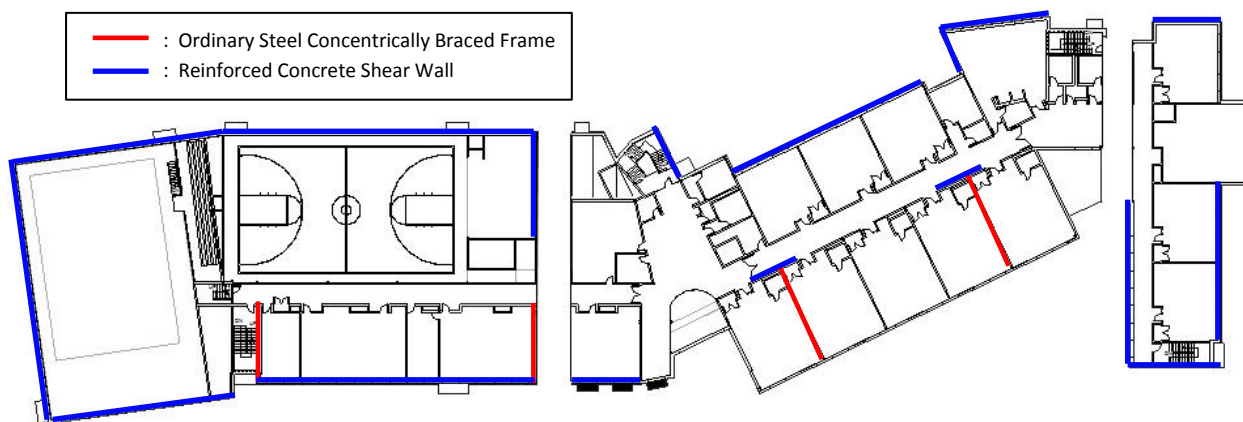 : Ordinary Steel Concentrically Braced Frame
: Reinforced Concrete Shear Wall